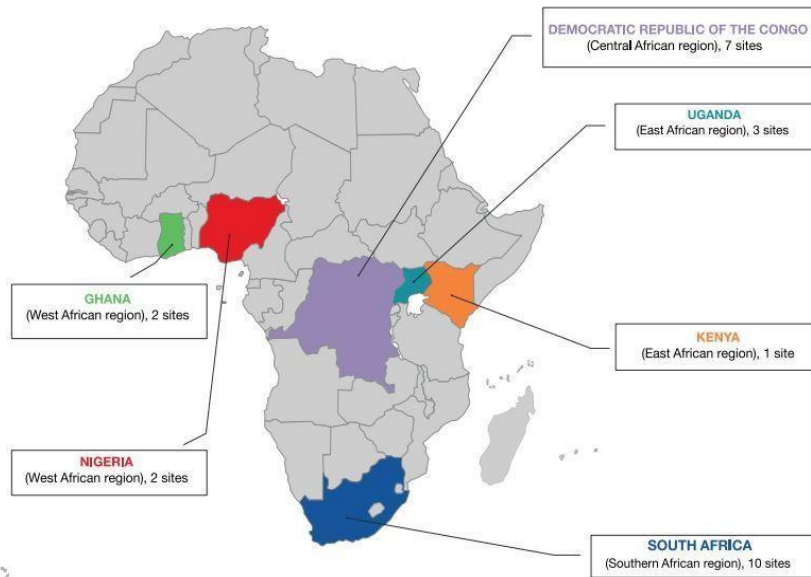 DEMOCRATIC REPUBLIC OF THE CONGO
(Central African region), 7 sites
UGANDA
(East African region), 3 sites
GHANA
(West African region), 2 sites
KENYA
(East African region), 1 site
NIGERIA
(West African region), 2 sites
SOUTH AFRICA
(Southern African region), 10 sites